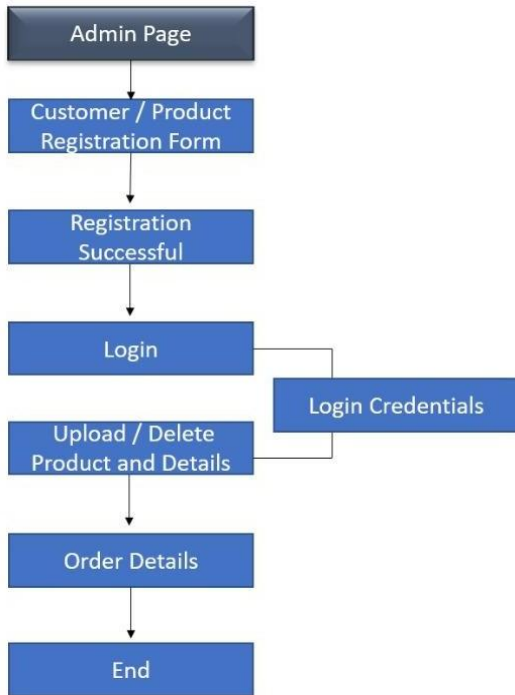 Admin Page
Customer / Product
Registration Form
Registration
Successful
Login
Login Credentials
Upload / Delete
Product and Details
Order Details
End